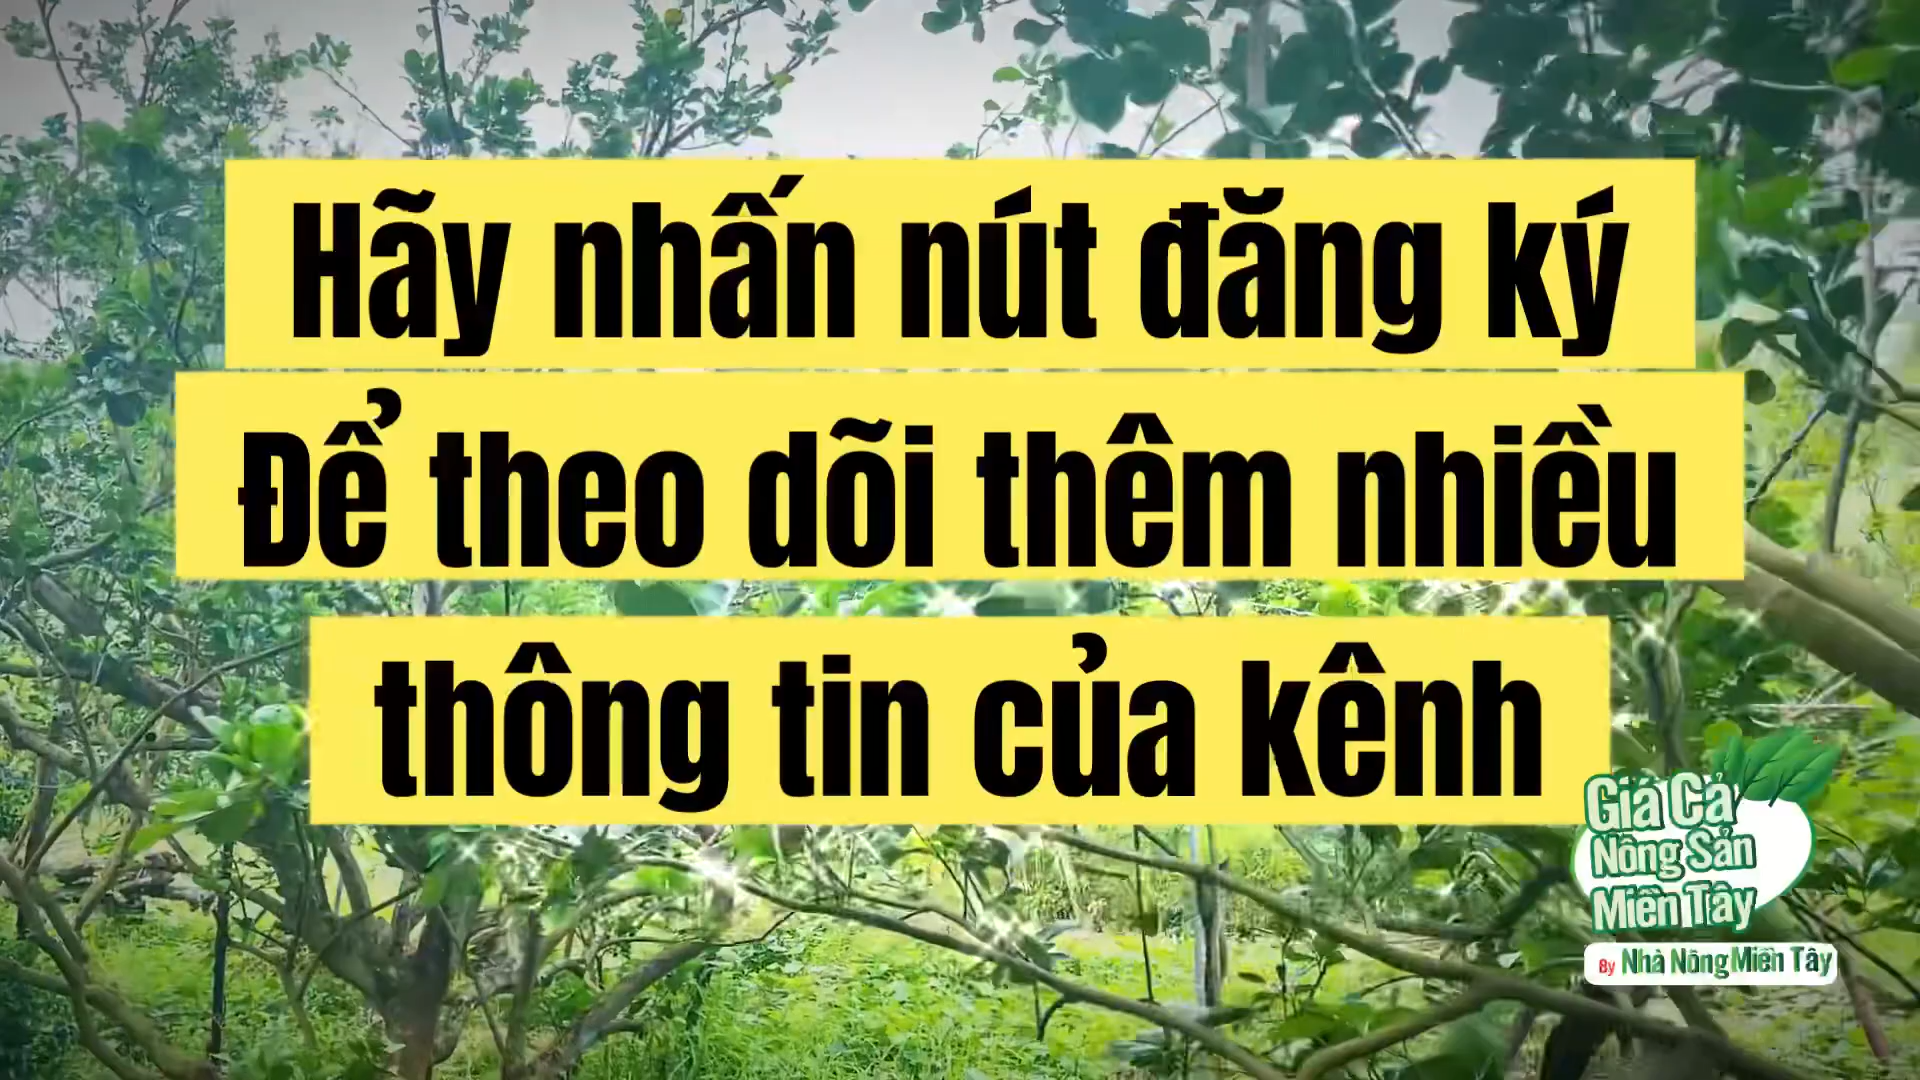 Hãy nhấn nút đăng ký
Để theo dõi thêm nhiều
thông tin của kênh
Giá Cả
Nông Sản
Miền Tây
By Nhà Nông Miền Tây